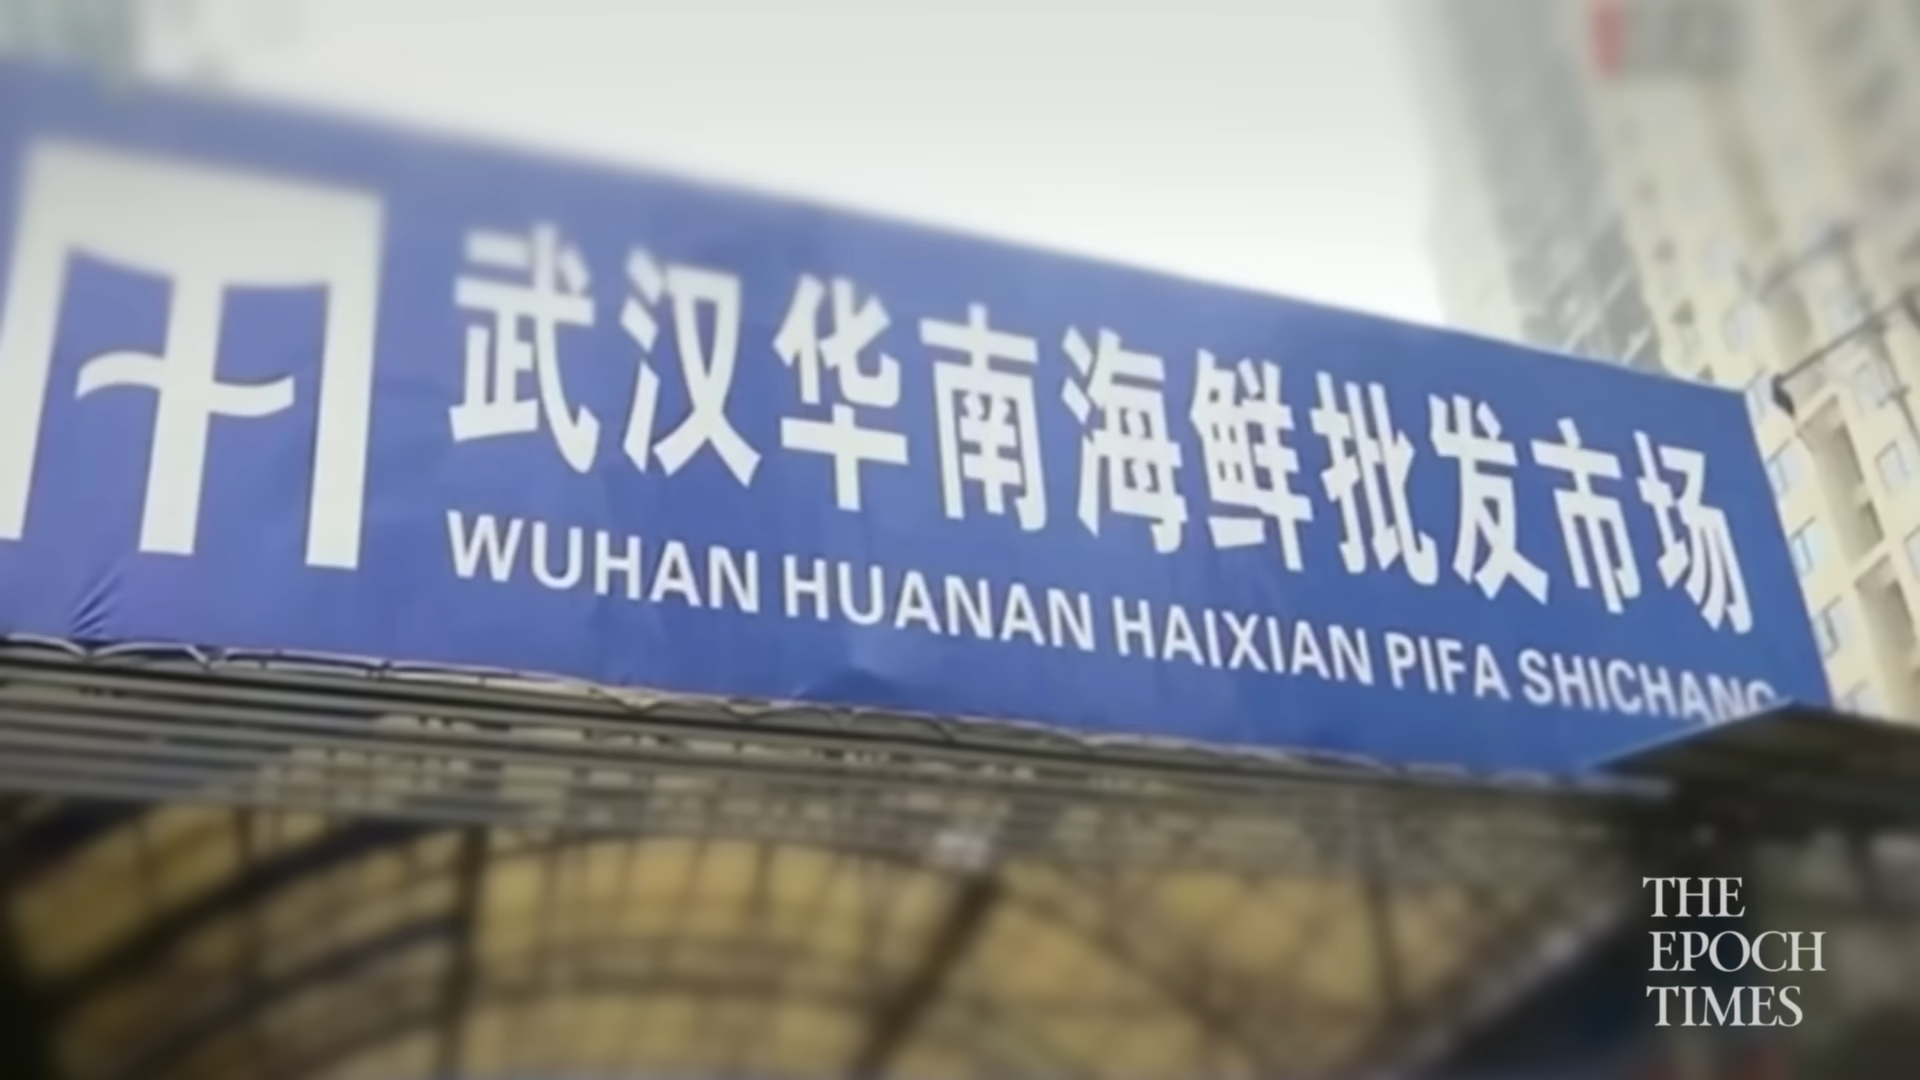 武汉华南海鲜批发市场
WUHAN HUANAN HAIXIAN PIFA SHICHANG
THE
EPOCH
TIMES